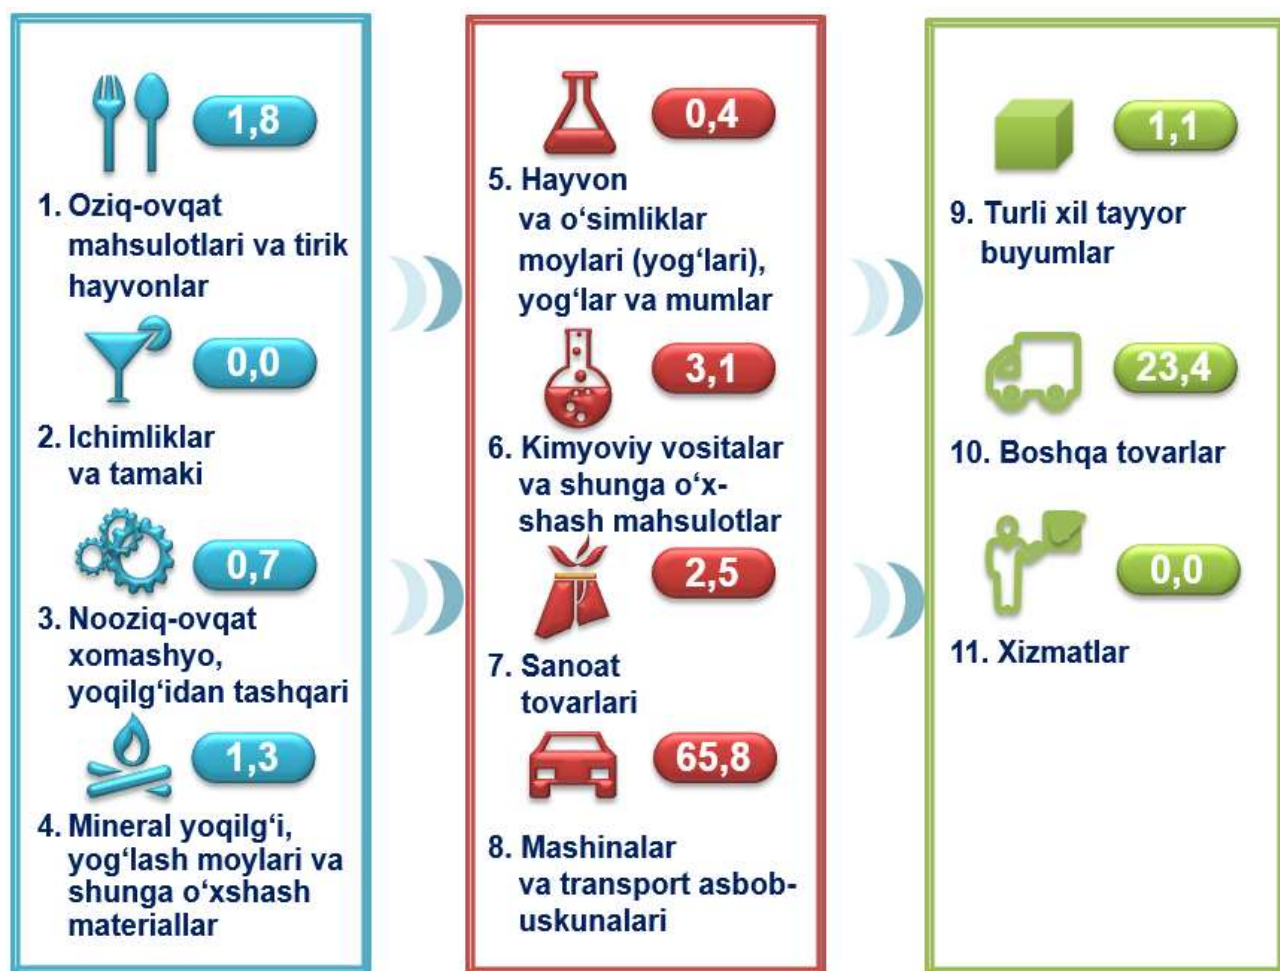 1,8
1. Oziq-ovqat
mahsulotlari va tirik
hayvonlar
0,0
2. Ichimliklar
va tamaki
0,7
3. Nooziq-ovqat
xomashyo,
yoqilg‘idan tashqari
1,3
4. Mineral yoqilg‘i,
yog‘lash moylari va
shunga o‘xshash
materiallar
0,4
5. Hayvon
va o‘simliklar
moylari (yog‘lari),
yog‘lar va mumlar
3,1
6. Kimyoviy vositalar
va shunga o‘x-
shash mahsulotlar
2,5
7. Sanoat
tovarlari
65,8
8. Mashinalar
va transport asbob-
uskunalari
1,1
9. Turli xil tayyor
buyumlar
23,4
10. Boshqa tovarlar
0,0
11. Xizmatlar